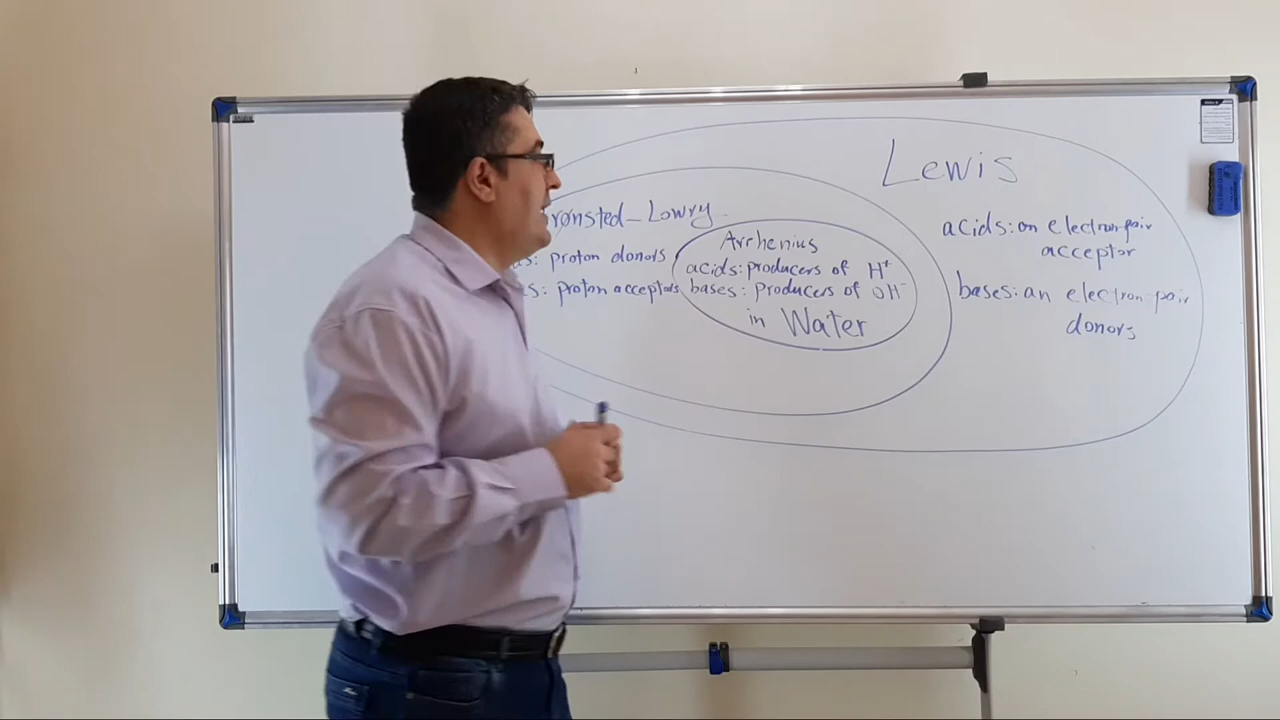 Lewis
acids: an electron-pair
acceptor
bases: an electron-pair
donors
rønsted-Lowry
s: proton donors
s: proton acceptors
Arrhenius
acids: producers of H⁺
bases: producers of OH⁻
in Water